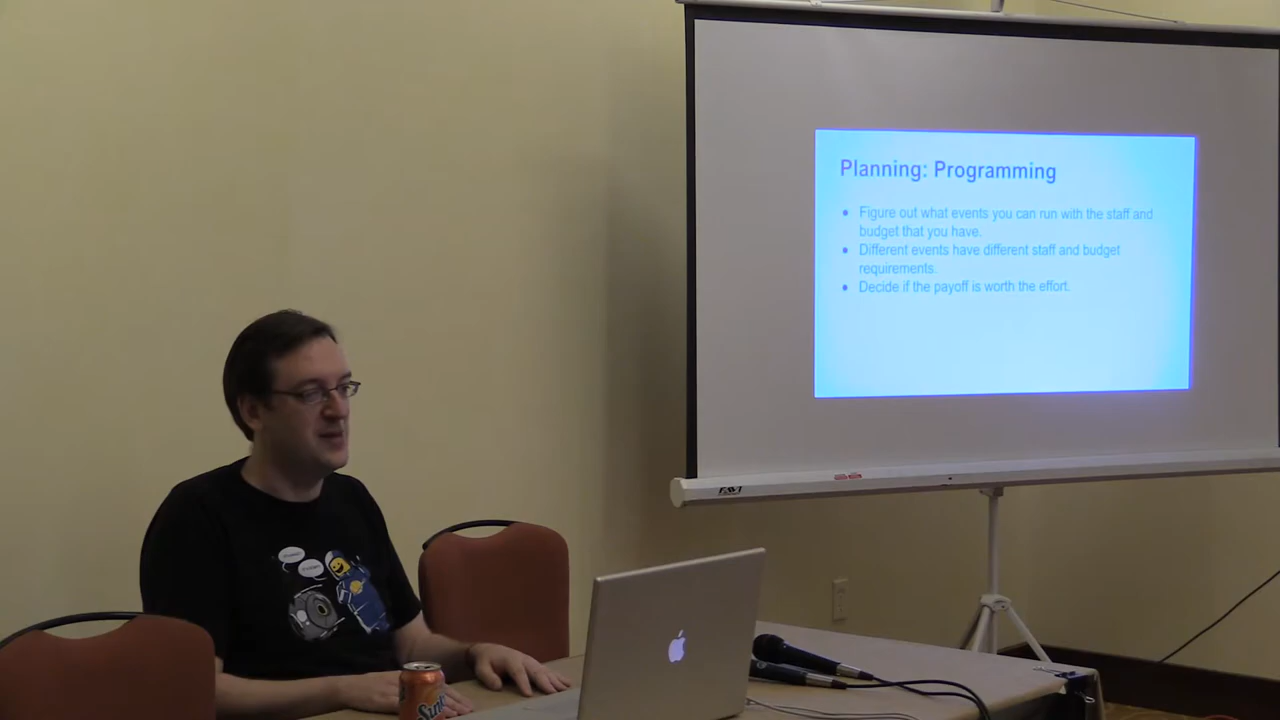 Planning: Programming
• Figure out what events you can run with the staff and
budget that you have.
• Different events have different staff and budget
requirements.
• Decide if the payoff is worth the effort.
FAVI